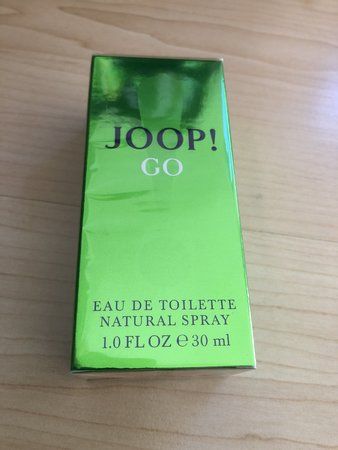 JOOP!
GO
EAU DE TOILETTE
NATURAL SPRAY
1.0 FL OZ ℮ 30 ml